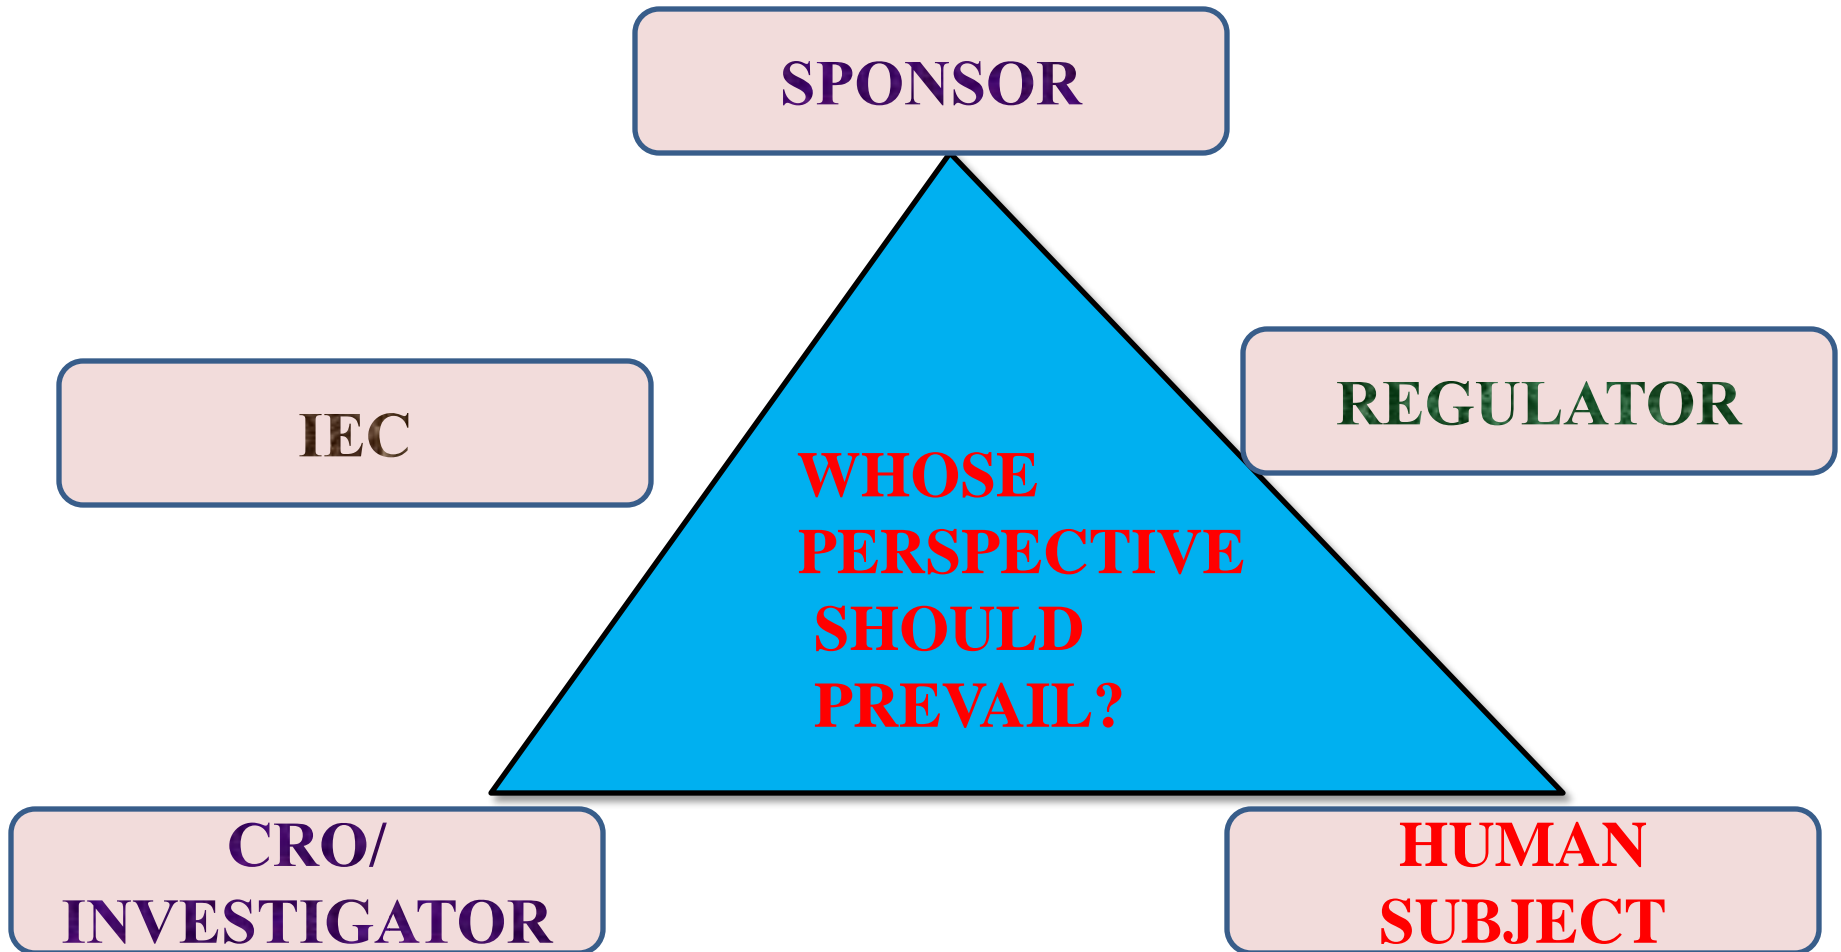 SPONSOR
IEC
REGULATOR
WHOSE
PERSPECTIVE
SHOULD
PREVAIL?
CRO/
INVESTIGATOR
HUMAN
SUBJECT